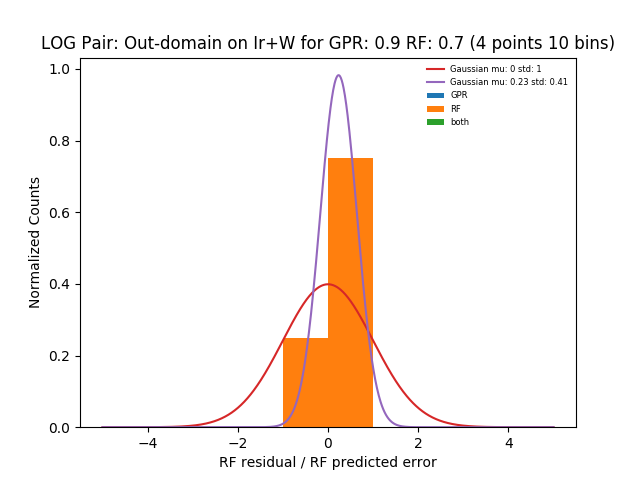 LOG Pair: Out-domain on Ir+W for GPR: 0.9 RF: 0.7 (4 points 10 bins)
Gaussian mu: 0 std: 1
Gaussian mu: 0.23 std: 0.41
GPR
RF
both
1.0
0.8
0.6
0.4
0.2
0.0
Normalized Counts
−4 −2 0 2 4
RF residual / RF predicted error